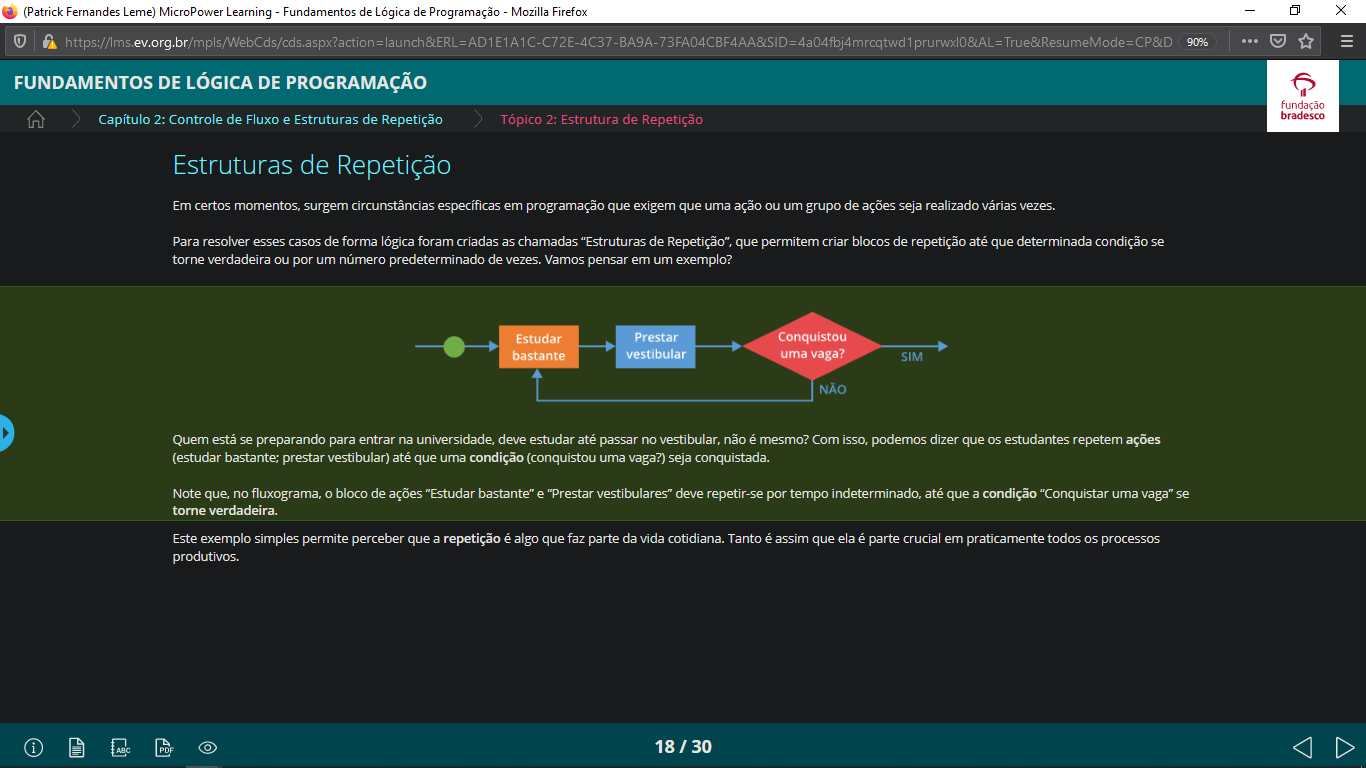 (Patrick Fernandes Leme) MicroPower Learning - Fundamentos de Lógica de Programação - Mozilla Firefox
https://lms.ev.org.br/mpls/WebCds/cds.aspx?action=launch&ERL=AD1E1A1C-C72E-4C37-BA9A-73FA04CBF4AA&SID=4a04fbj4mrcqtwd1prurwxl0&AL=True&ResumeMode=CP&D 90%
FUNDAMENTOS DE LÓGICA DE PROGRAMAÇÃO
fundação
bradesco
Capítulo 2: Controle de Fluxo e Estruturas de Repetição Tópico 2: Estrutura de Repetição
Estruturas de Repetição
Em certos momentos, surgem circunstâncias específicas em programação que exigem que uma ação ou um grupo de ações seja realizado várias vezes.
Para resolver esses casos de forma lógica foram criadas as chamadas “Estruturas de Repetição”, que permitem criar blocos de repetição até que determinada condição se
torne verdadeira ou por um número predeterminado de vezes. Vamos pensar em um exemplo?
Estudar
bastante
Prestar
vestibular
Conquistou
uma vaga?
SIM
NÃO
Quem está se preparando para entrar na universidade, deve estudar até passar no vestibular, não é mesmo? Com isso, podemos dizer que os estudantes repetem ações
(estudar bastante; prestar vestibular) até que uma condição (conquistou uma vaga?) seja conquistada.
Note que, no fluxograma, o bloco de ações “Estudar bastante” e “Prestar vestibulares” deve repetir-se por tempo indeterminado, até que a condição “Conquistar uma vaga” se
torne verdadeira.
Este exemplo simples permite perceber que a repetição é algo que faz parte da vida cotidiana. Tanto é assim que ela é parte crucial em praticamente todos os processos
produtivos.
ABC
PDF
18 / 30